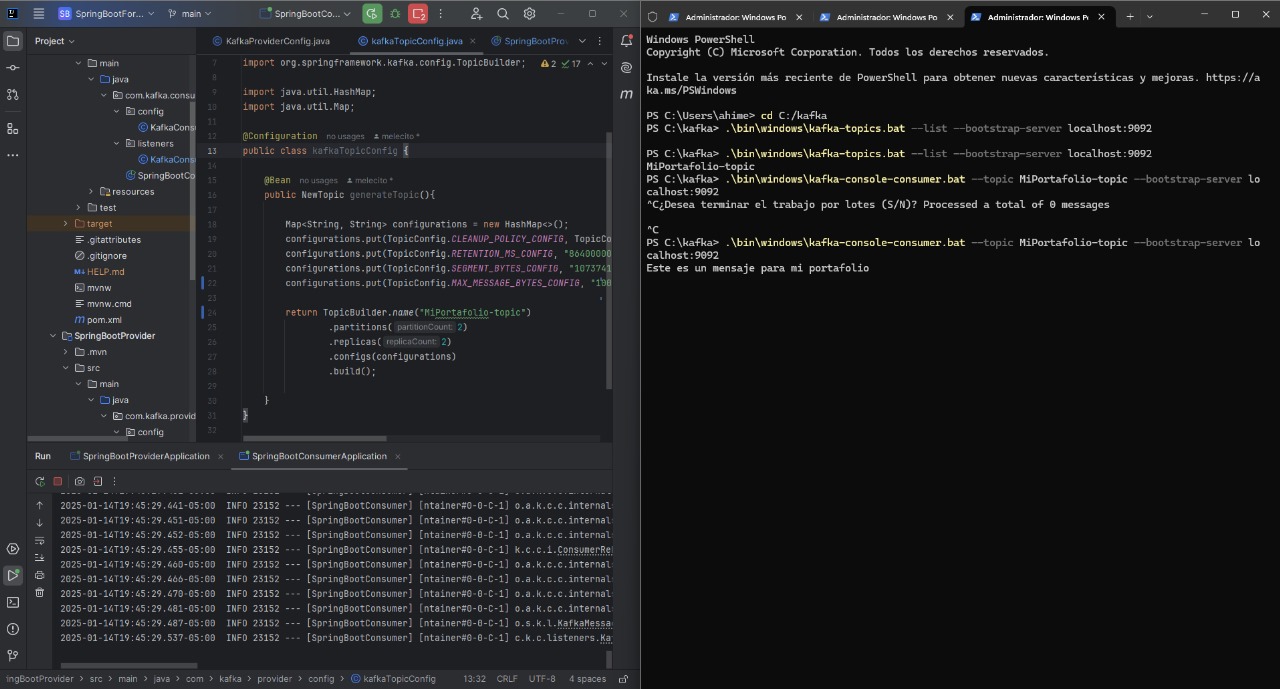 SB SpringBootFor... main SpringBootCo...
Project
KafkaProviderConfig.java kafkaTopicConfig.java SpringBootProv
main
java
com.kafka.consu
config
KafkaCons
listeners
KafkaCons
SpringBootCo
resources
test
target
.gitattributes
.gitignore
HELP.md
mvnw
mvnw.cmd
pom.xml
SpringBootProvider
.mvn
src
main
java
com.kafka.provid
config
7 import org.springframework.kafka.config.TopicBuilder; 2 17
8
9 import java.util.HashMap;
10 import java.util.Map;
11
12 @Configuration no usages melecito *
13 public class kafkaTopicConfig {
14
15 @Bean no usages melecito *
16 public NewTopic generateTopic(){
17
18 Map<String, String> configurations = new HashMap<>();
19 configurations.put(TopicConfig.CLEANUP_POLICY_CONFIG, TopicCo
20 configurations.put(TopicConfig.RETENTION_MS_CONFIG, "86400000
21 configurations.put(TopicConfig.SEGMENT_BYTES_CONFIG, "1073741
22 configurations.put(TopicConfig.MAX_MESSAGE_BYTES_CONFIG, "100
23
24 return TopicBuilder.name("MiPortafolio-topic")
25 .partitions( partitionCount: 2)
26 .replicas( replicaCount: 2)
27 .configs(configurations)
28 .build();
29
30 }
31 }
32
Run SpringBootProviderApplication SpringBootConsumerApplication
2025-01-14T19:45:29.441-05:00 INFO 23152 --- [SpringBootConsumer] [ntainer#0-0-C-1] o.a.k.c.c.internals
2025-01-14T19:45:29.451-05:00 INFO 23152 --- [SpringBootConsumer] [ntainer#0-0-C-1] o.a.k.c.c.internals
2025-01-14T19:45:29.452-05:00 INFO 23152 --- [SpringBootConsumer] [ntainer#0-0-C-1] o.a.k.c.c.internals
2025-01-14T19:45:29.455-05:00 INFO 23152 --- [SpringBootConsumer] [ntainer#0-0-C-1] k.c.c.i.ConsumerReb
2025-01-14T19:45:29.460-05:00 INFO 23152 --- [SpringBootConsumer] [ntainer#0-0-C-1] o.a.k.c.c.internals
2025-01-14T19:45:29.466-05:00 INFO 23152 --- [SpringBootConsumer] [ntainer#0-0-C-1] o.a.k.c.c.internals
2025-01-14T19:45:29.470-05:00 INFO 23152 --- [SpringBootConsumer] [ntainer#0-0-C-1] o.a.k.c.c.internals
2025-01-14T19:45:29.481-05:00 INFO 23152 --- [SpringBootConsumer] [ntainer#0-0-C-1] o.a.k.c.c.internals
2025-01-14T19:45:29.487-05:00 INFO 23152 --- [SpringBootConsumer] [ntainer#0-0-C-1] o.s.k.l.KafkaMessa
2025-01-14T19:45:29.537-05:00 INFO 23152 --- [SpringBootConsumer] [ntainer#0-0-C-1] c.k.c.listeners.Ka
ingBootProvider > src > main > java > com > kafka > provider > config > kafkaTopicConfig 13:32 CRLF UTF-8 4 spaces
Administrador: Windows Po Administrador: Windows Po Administrador: Windows P
Windows PowerShell
Copyright (C) Microsoft Corporation. Todos los derechos reservados.
Instale la versión más reciente de PowerShell para obtener nuevas características y mejoras. https://a
ka.ms/PSWindows
PS C:\Users\ahime> cd C:/kafka
PS C:\kafka> .\bin\windows\kafka-topics.bat --list --bootstrap-server localhost:9092
PS C:\kafka> .\bin\windows\kafka-topics.bat --list --bootstrap-server localhost:9092
MiPortafolio-topic
PS C:\kafka> .\bin\windows\kafka-console-consumer.bat --topic MiPortafolio-topic --bootstrap-server lo
calhost:9092
^C¿Desea terminar el trabajo por lotes (S/N)? Processed a total of 0 messages
^C
PS C:\kafka> .\bin\windows\kafka-console-consumer.bat --topic MiPortafolio-topic --bootstrap-server lo
calhost:9092
Este es un mensaje para mi portafolio